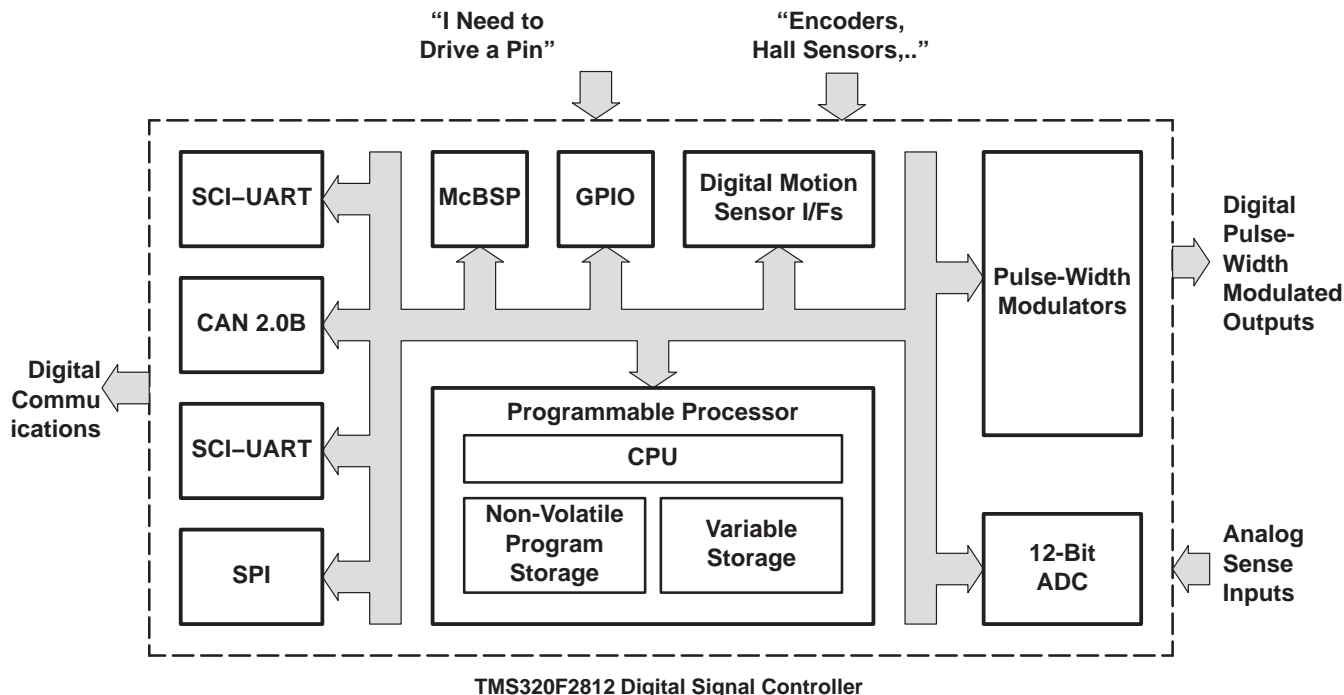 “I Need to
Drive a Pin”
“Encoders,
Hall Sensors,..”
SCI–UART
McBSP
GPIO
Digital Motion
Sensor I/Fs
Pulse-Width
Modulators
Digital
Pulse-
Width
Modulated
Outputs
CAN 2.0B
Digital
Commu
ications
SCI–UART
SPI
Programmable Processor
CPU
Non-Volatile
Program
Storage
Variable
Storage
12-Bit
ADC
Analog
Sense
Inputs
TMS320F2812 Digital Signal Controller